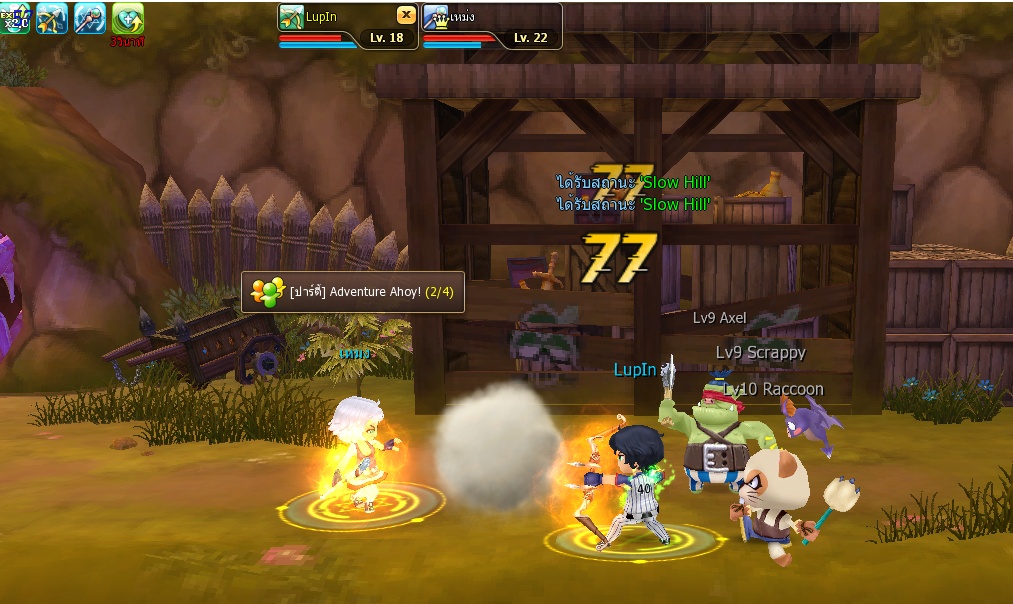 EXP
x2.0
3วินาที
LupIn
Lv. 18
เหม่ง
Lv. 22
77
ได้รับสถานะ 'Slow Hill'
ได้รับสถานะ 'Slow Hill'
77
[ปาร์ตี้] Adventure Ahoy! (2/4)
Lv9 Axel
เหม่ง
Lv9 Scrappy
LupIn
Lv10 Raccoon
40